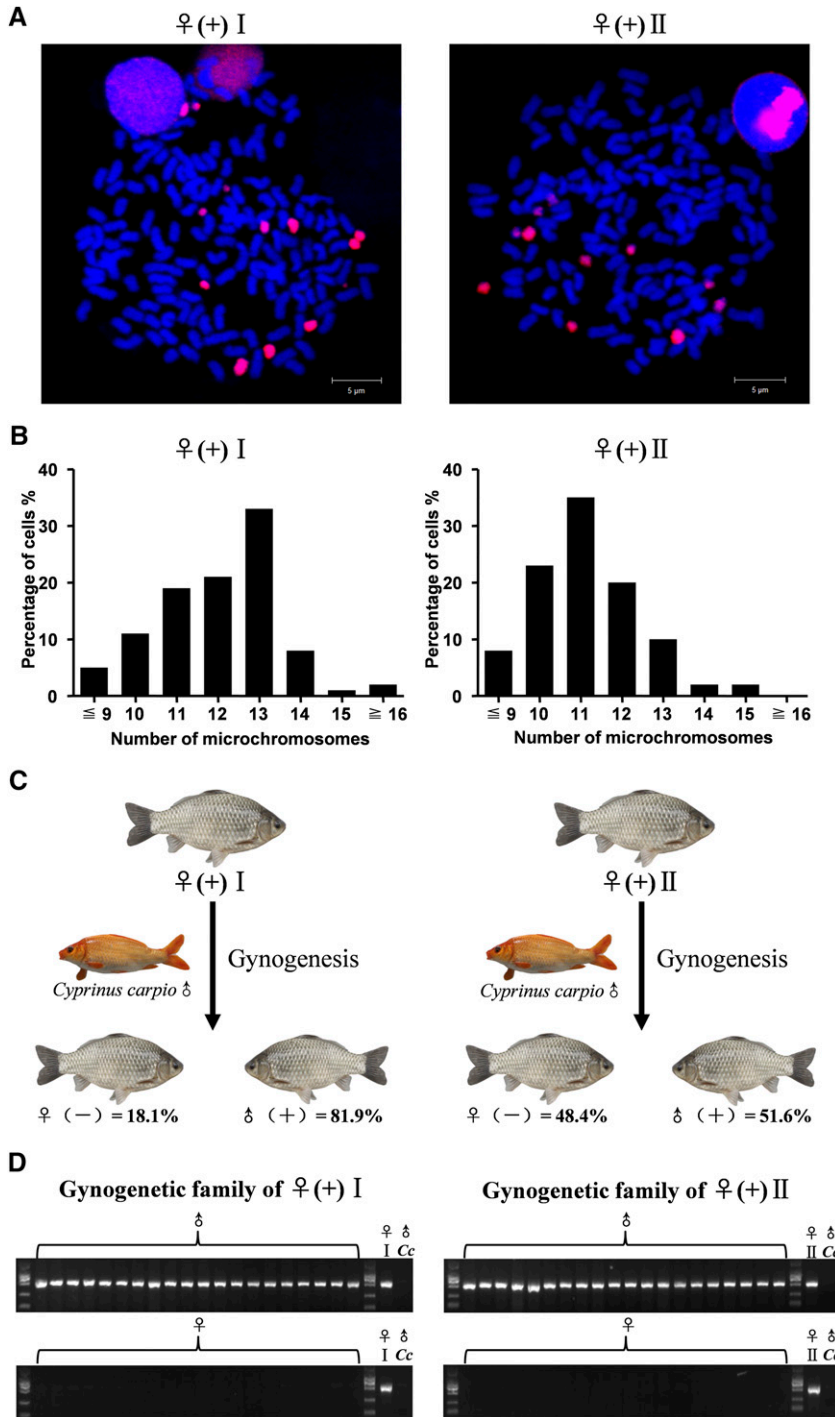 A
♀(+) Ⅰ
♀(+) Ⅱ
5 μm
5 μm
B
♀(+) Ⅰ
♀(+) Ⅱ
Percentage of cells %
40
30
20
10
0
≦ 9 10 11 12 13 14 15 ≧ 16
Number of microchromosomes
Percentage of cells %
40
30
20
10
0
≦ 9 10 11 12 13 14 15 ≧ 16
Number of microchromosomes
C
♀(+) Ⅰ
♀(+) Ⅱ
Gynogenesis
Cyprinus carpio ♂
Gynogenesis
Cyprinus carpio ♂
♀ (—) = 18.1%
♂ (+) = 81.9%
♀ (—) = 48.4%
♂ (+) = 51.6%
D
Gynogenetic family of ♀(+) Ⅰ
Gynogenetic family of ♀(+) Ⅱ
♂
♀ ♂
Ⅰ Cc
♂
♀ ♂
Ⅱ Cc
♀
♀ ♂
Ⅰ Cc
♀
♀ ♂
Ⅱ Cc